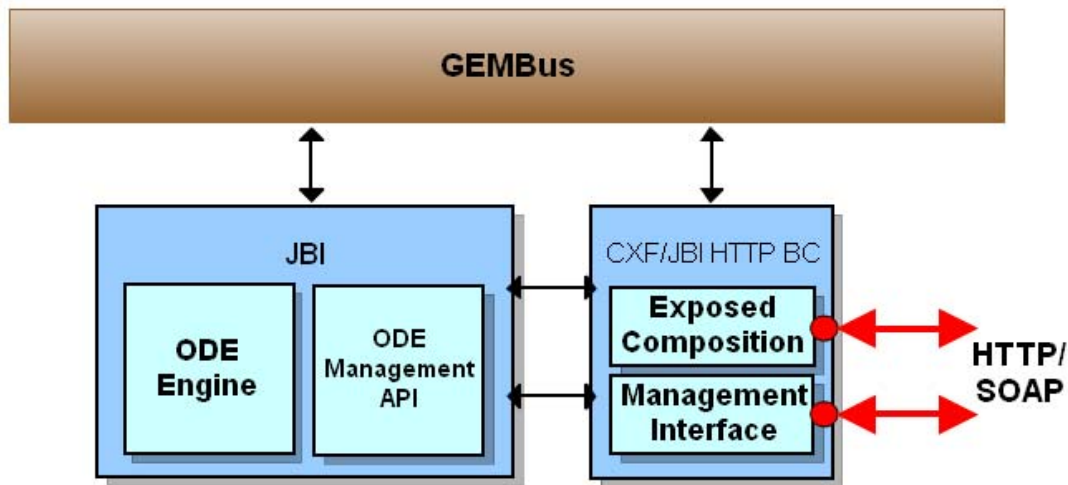 GEMBus
JBI
ODE
Engine
ODE
Management
API
CXF/JBI HTTP BC
Exposed
Composition
Management
Interface
HTTP/
SOAP